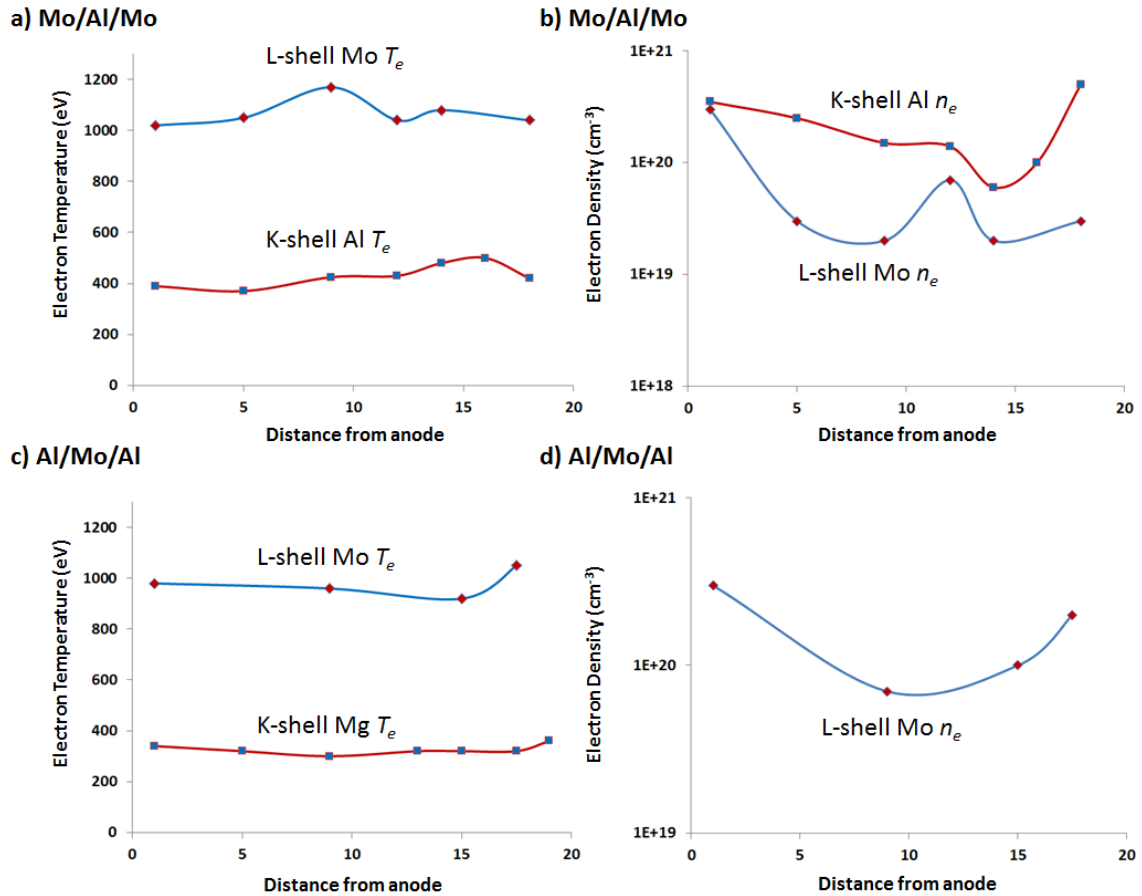 a) Mo/Al/Mo
L-shell Mo Te
K-shell Al Te
Electron Temperature (eV)
1200
1000
800
600
400
200
0
0 5 10 15 20
Distance from anode
b) Mo/Al/Mo
1E+21
1E+20
1E+19
1E+18
K-shell Al ne
L-shell Mo ne
Electron Density (cm-3)
0 5 10 15 20
Distance from anode
c) Al/Mo/Al
L-shell Mo Te
K-shell Mg Te
Electron Temperature (eV)
1200
1000
800
600
400
200
0
0 5 10 15 20
Distance from anode
d) Al/Mo/Al
1E+21
1E+20
1E+19
L-shell Mo ne
Electron Density (cm-3)
0 5 10 15 20
Distance from anode